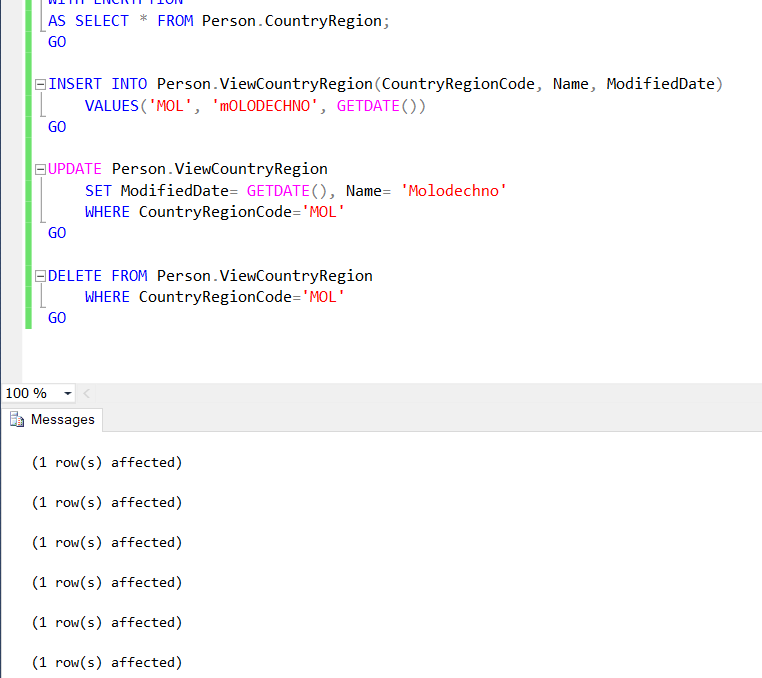 WITH ENCRYPTION
AS SELECT * FROM Person.CountryRegion;
GO
INSERT INTO Person.ViewCountryRegion(CountryRegionCode, Name, ModifiedDate)
VALUES('MOL', 'mOLODECHNO', GETDATE())
GO
UPDATE Person.ViewCountryRegion
SET ModifiedDate= GETDATE(), Name= 'Molodechno'
WHERE CountryRegionCode='MOL'
GO
DELETE FROM Person.ViewCountryRegion
WHERE CountryRegionCode='MOL'
GO
100 %
Messages
(1 row(s) affected)
(1 row(s) affected)
(1 row(s) affected)
(1 row(s) affected)
(1 row(s) affected)
(1 row(s) affected)